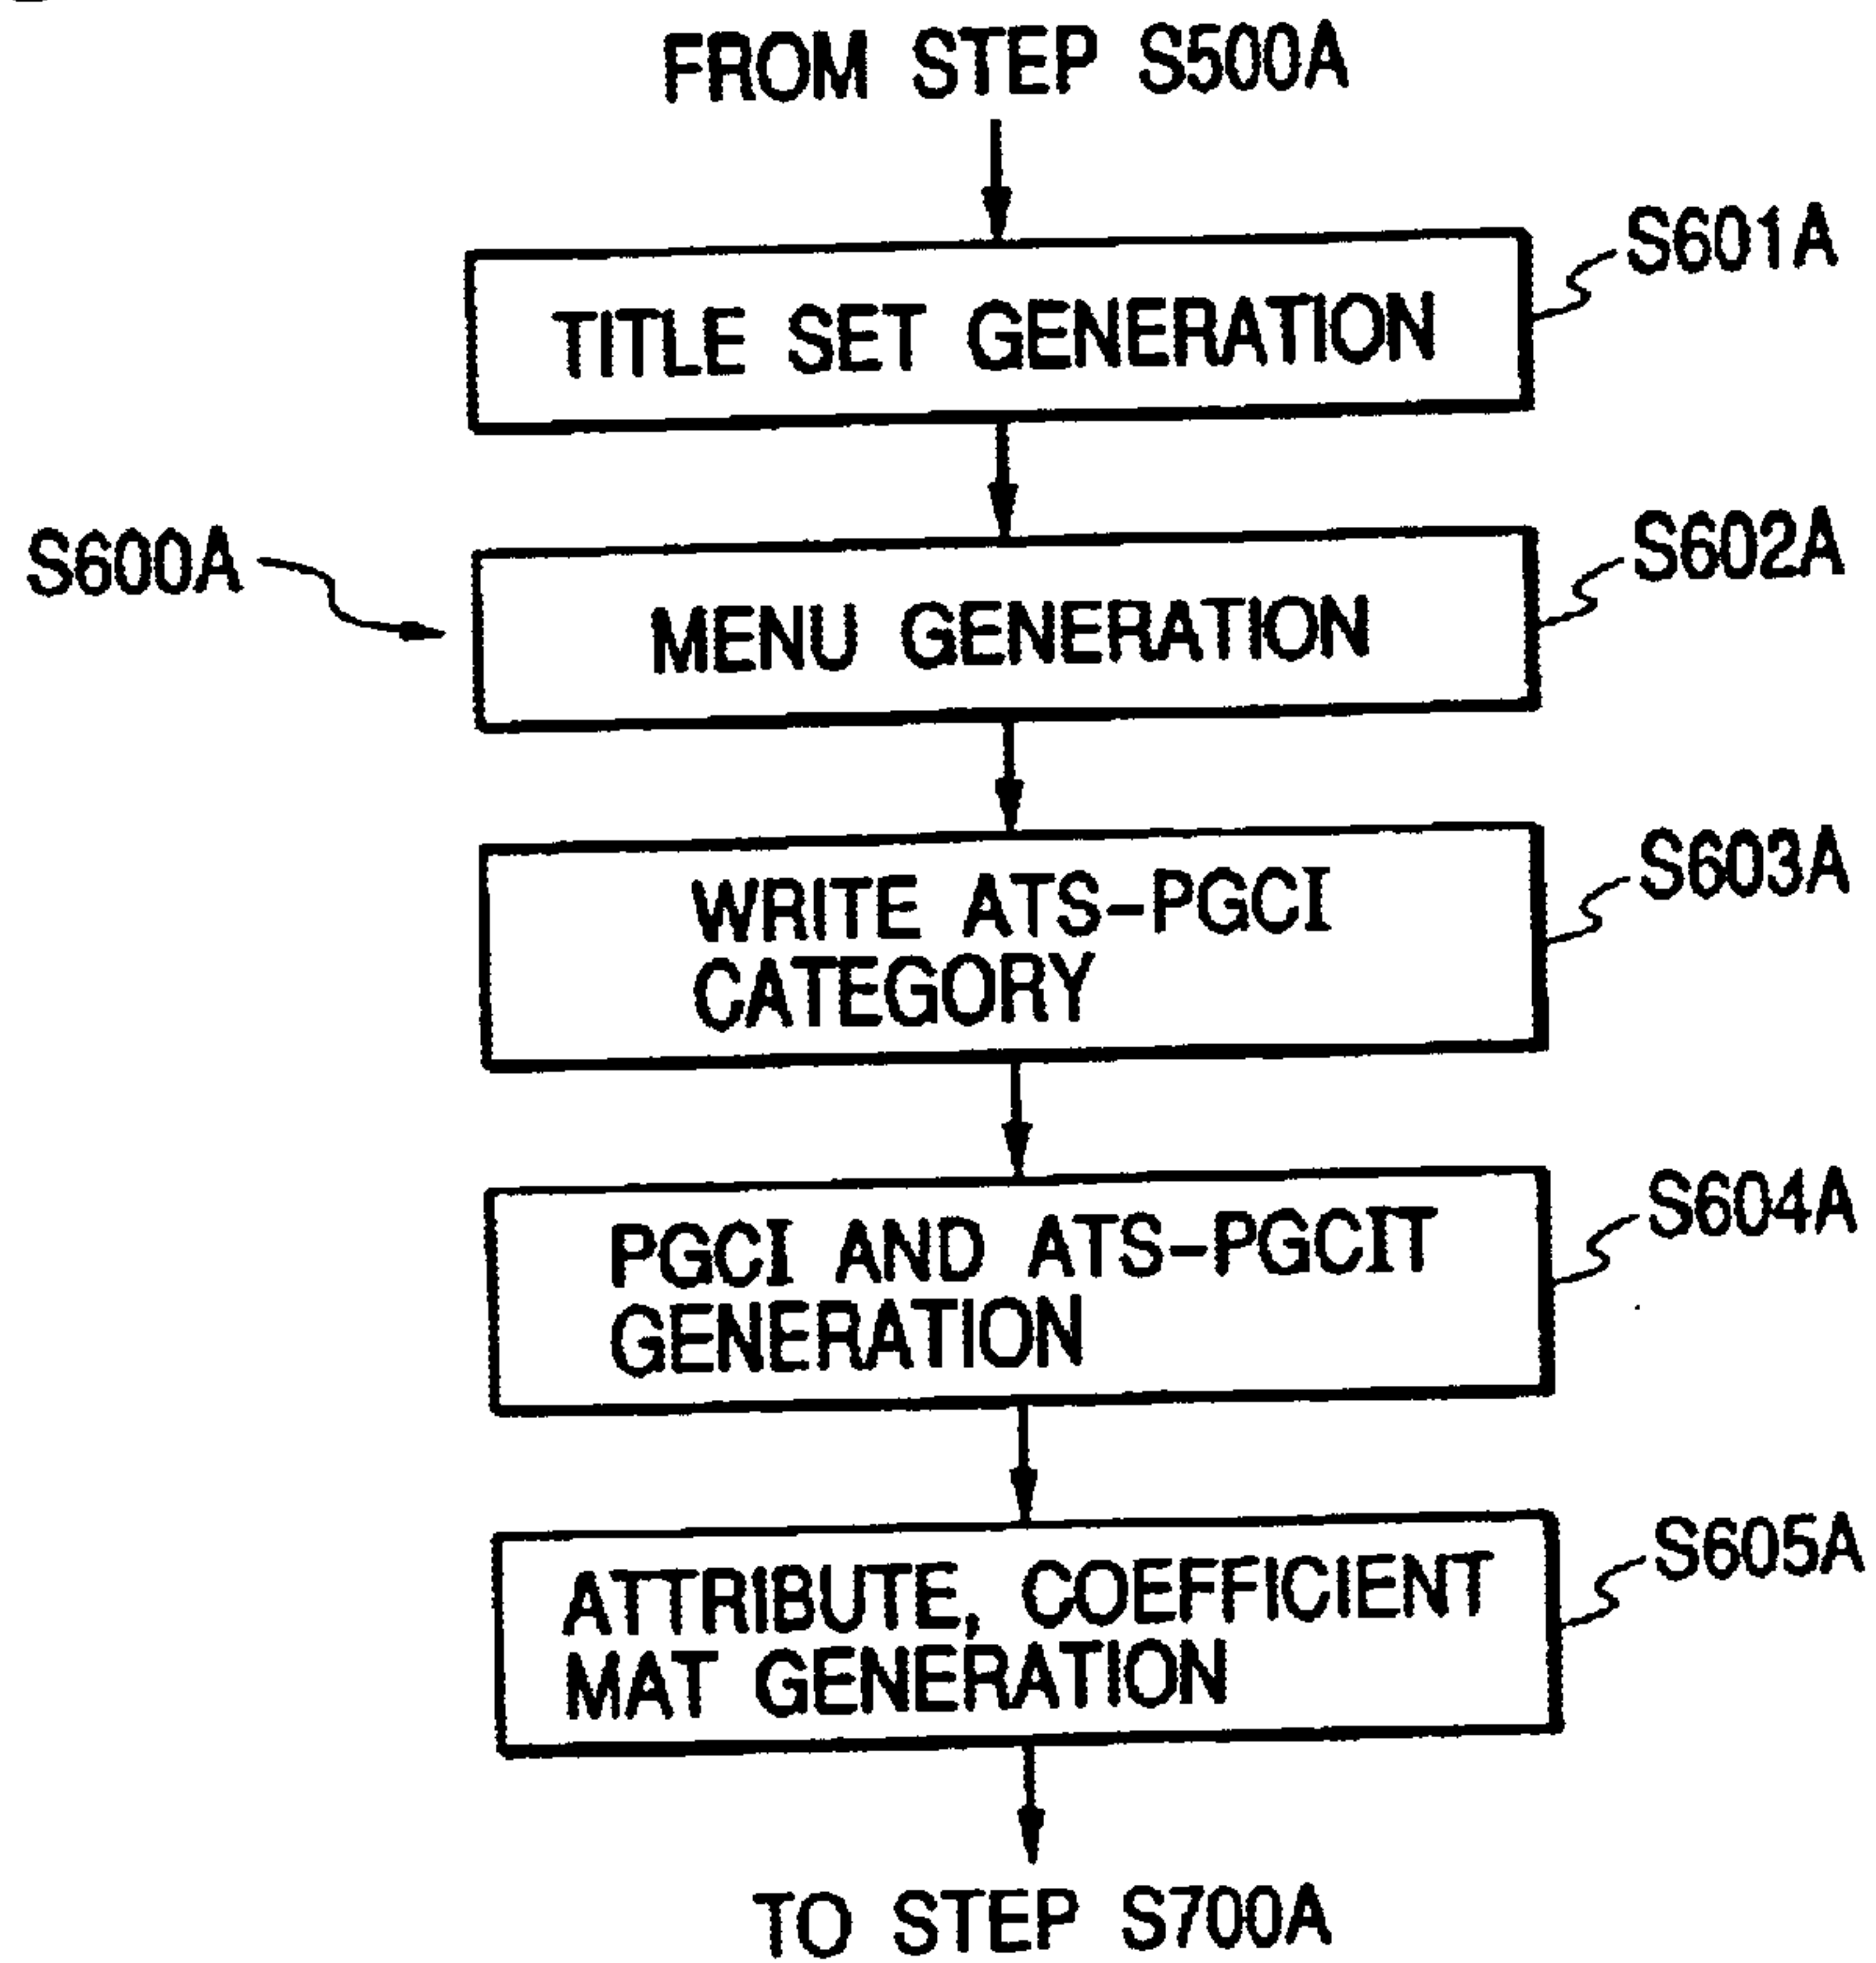 FROM STEP S500A
S601A
TITLE SET GENERATION
S600A
S602A
MENU GENERATION
S603A
WRITE ATS-PGCI
CATEGORY
S604A
PGCI AND ATS-PGCIT
GENERATION
S605A
ATTRIBUTE, COEFFICIENT
MAT GENERATION
TO STEP S700A